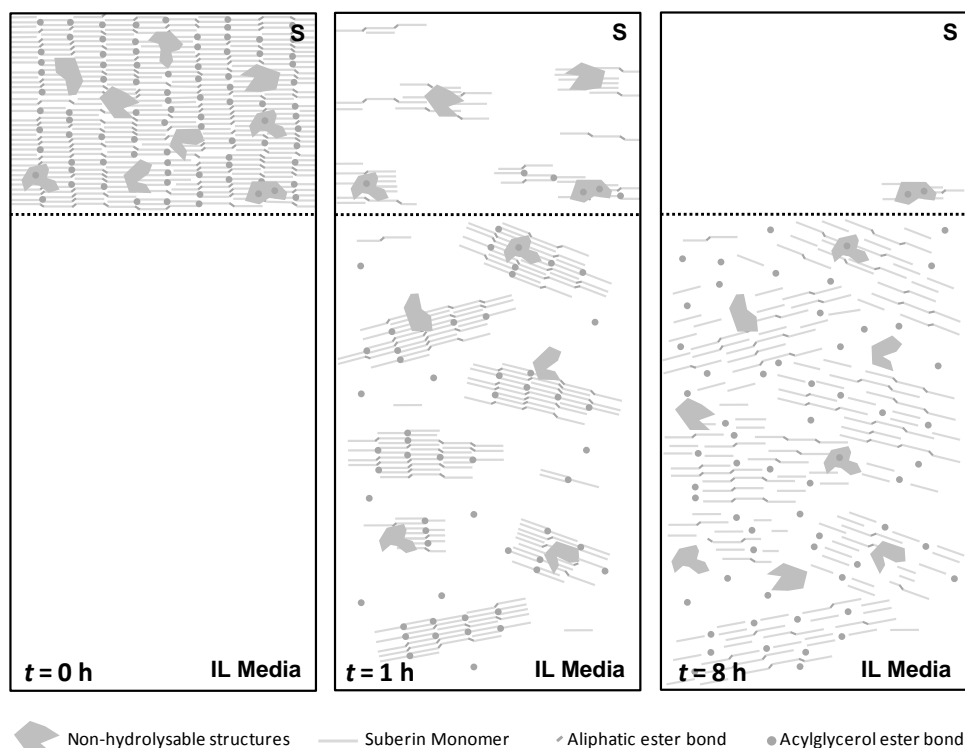 S
S
S
t = 0 h
IL Media
t = 1 h
IL Media
t = 8 h
IL Media
Non-hydrolysable structures
Suberin Monomer
Aliphatic ester bond
Acylglycerol ester bond